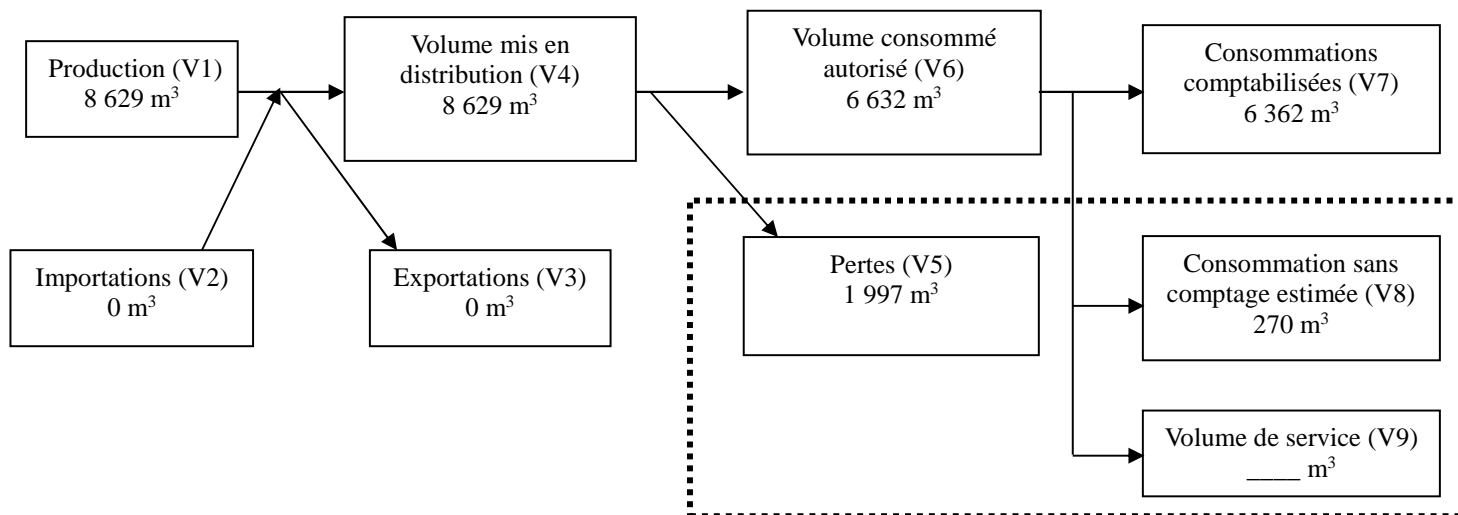 Production (V1)
8 629 m³
Volume mis en
distribution (V4)
8 629 m³
Volume consommé
autorisé (V6)
6 632 m³
Consommations
comptabilisées (V7)
6 362 m³
Importations (V2)
0 m³
Exportations (V3)
0 m³
Pertes (V5)
1 997 m³
Consommation sans
comptage estimée (V8)
270 m³
Volume de service (V9)
____ m³